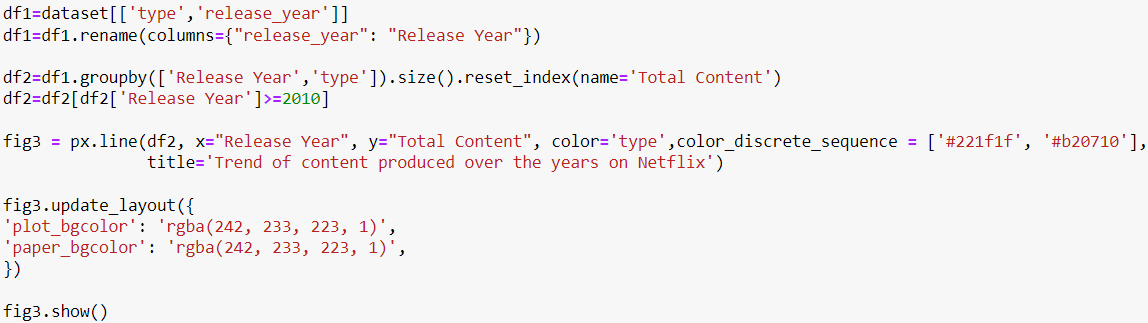 df1=dataset[['type','release_year']]
df1=df1.rename(columns={"release_year": "Release Year"})
df2=df1.groupby(['Release Year','type']).size().reset_index(name='Total Content')
df2=df2[df2['Release Year']>=2010]
fig3 = px.line(df2, x="Release Year", y="Total Content", color='type',color_discrete_sequence = ['#221f1f', '#b20710'],
title='Trend of content produced over the years on Netflix')
fig3.update_layout({
'plot_bgcolor': 'rgba(242, 233, 223, 1)',
'paper_bgcolor': 'rgba(242, 233, 223, 1)',
})
fig3.show()